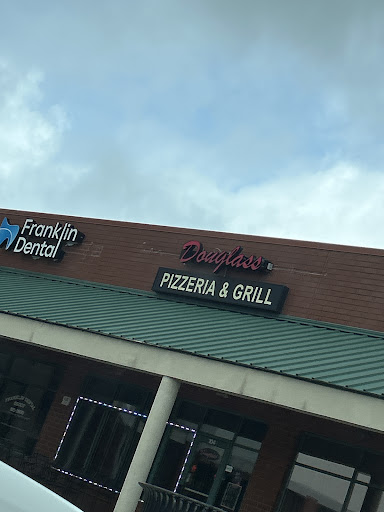 Franklin
Dental
Douglass
PIZZERIA & GRILL